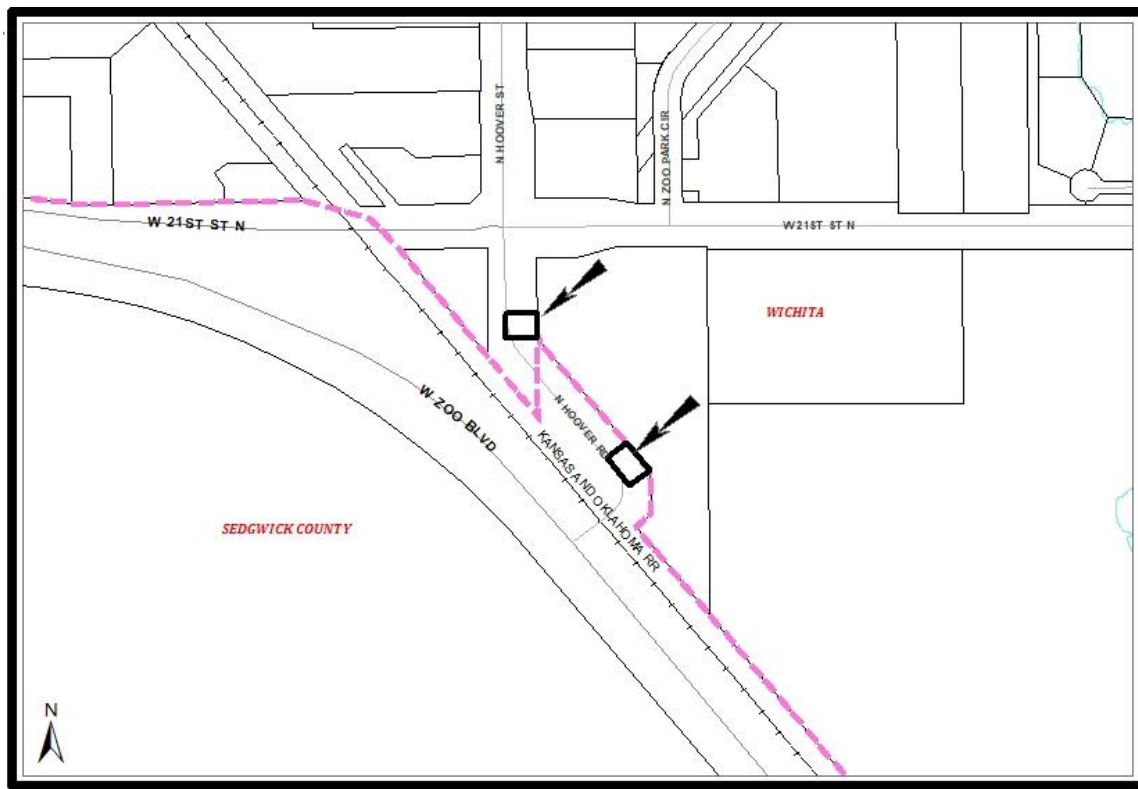 N HOOVER ST
N ZOO PARK CIR
W 21ST ST N
W 21ST ST N
WICHITA
W ZOO BLVD
N HOOVER RD
KANSAS AND OKLAHOMA RR
SEDGWICK COUNTY
N